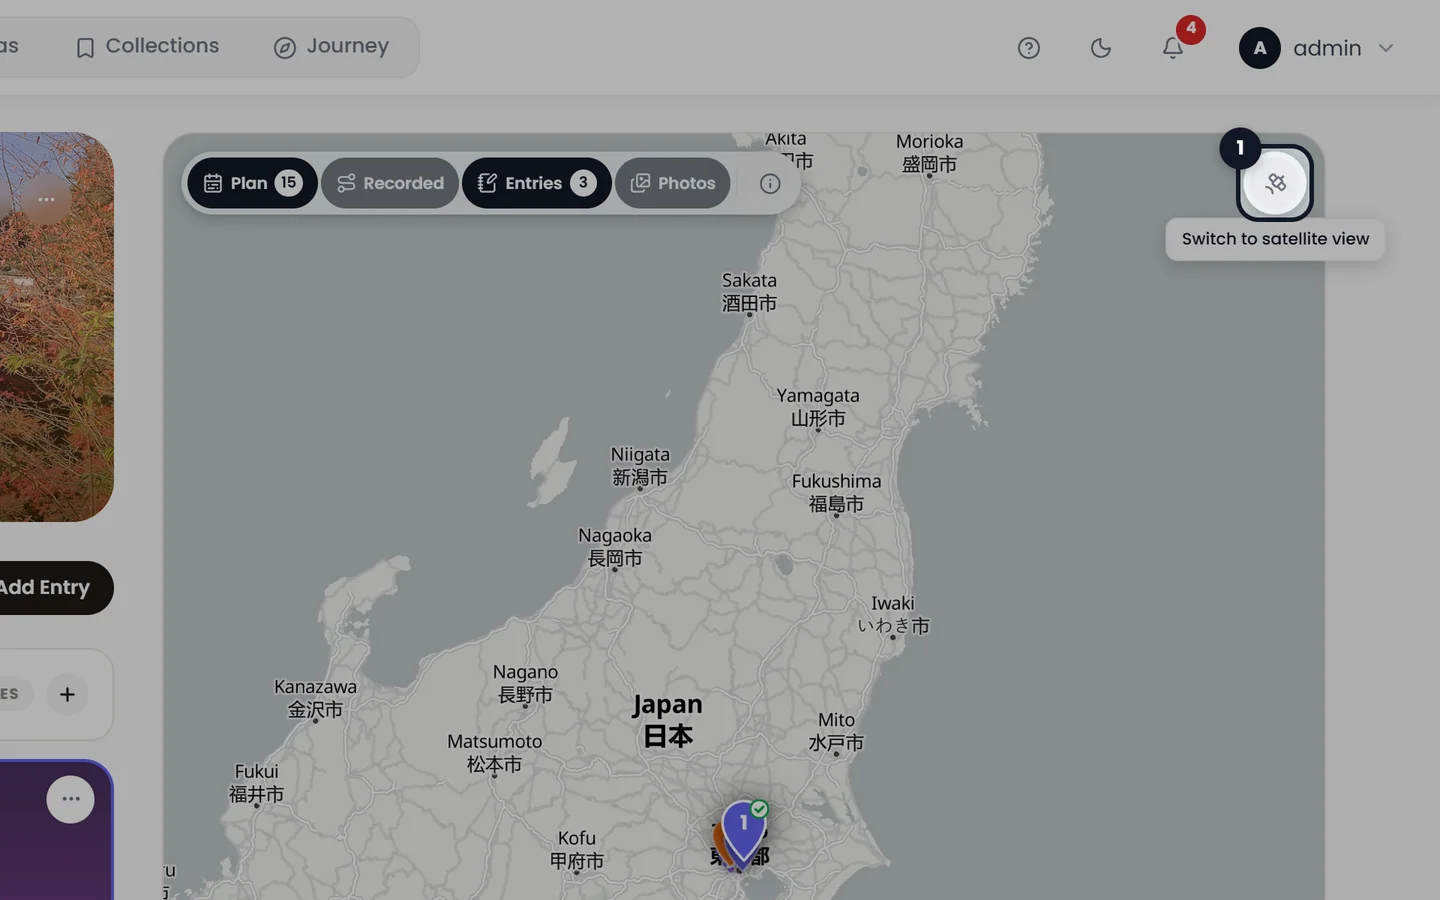 Collections
Journey
4
A
admin
Plan 15
Recorded
Entries 3
Photos
1
Switch to satellite view
Akita
Morioka
盛岡市
Sakata
酒田市
Yamagata
山形市
Niigata
新潟市
Fukushima
福島市
Nagaoka
長岡市
Add Entry
Iwaki
いわき市
Nagano
長野市
Kanazawa
金沢市
Japan
日本
Mito
水戸市
Matsumoto
松本市
Fukui
福井市
1
Kofu
甲府市